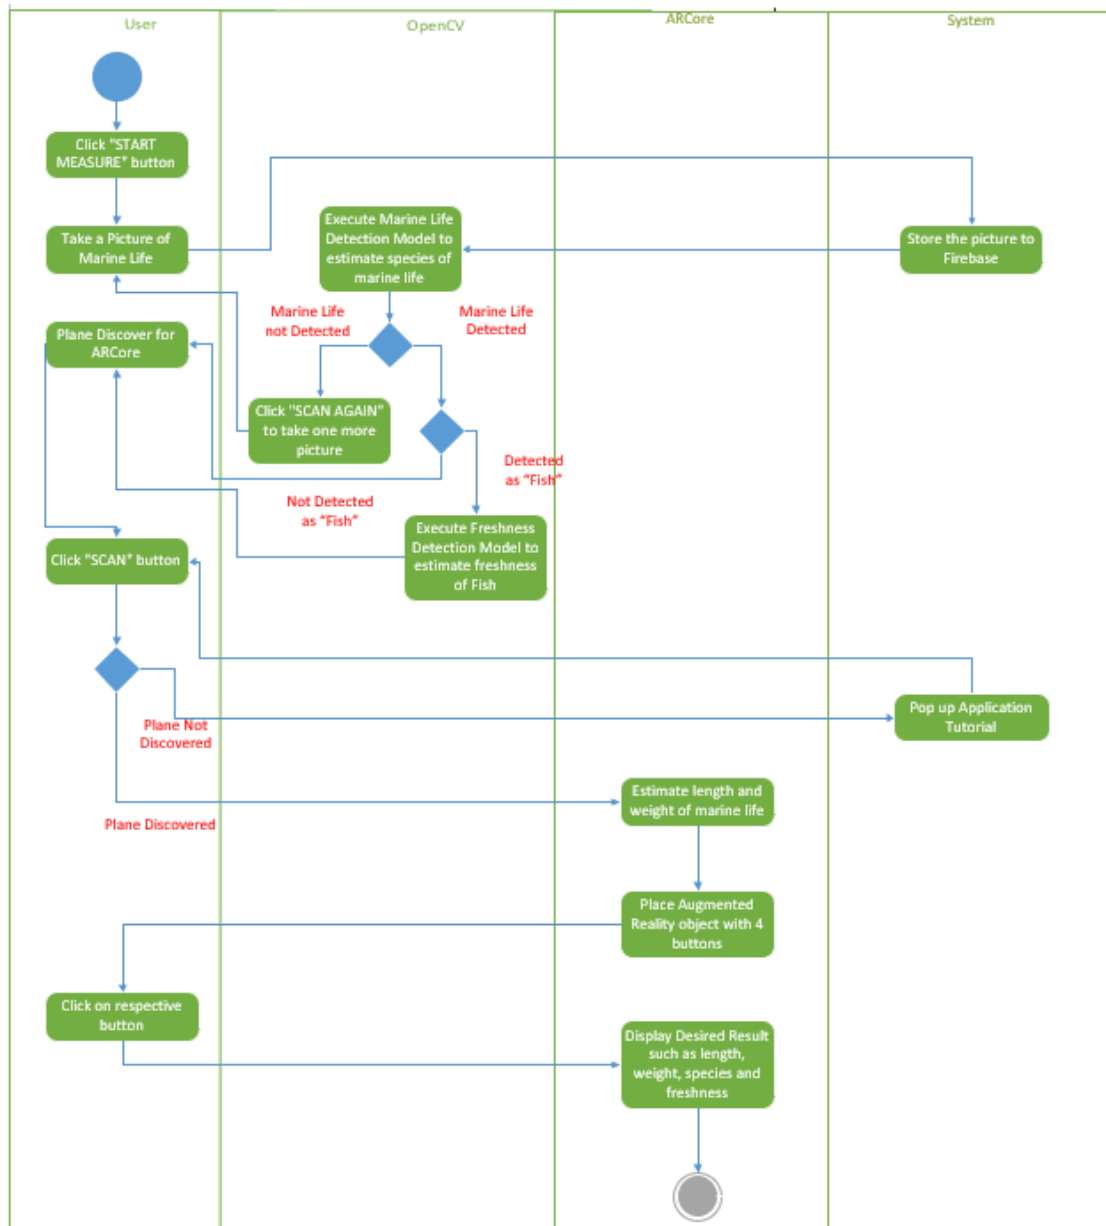 User
OpenCV
ARCore
System
Click "START
MEASURE" button
Take a Picture of
Marine Life
Execute Marine Life
Detection Model to
estimate species of
marine life
Store the picture to
Firebase
Marine Life
not Detected
Marine Life
Detected
Plane Discover for
ARCore
Click "SCAN AGAIN"
to take one more
picture
Detected
as "Fish"
Not Detected
as "Fish"
Execute Freshness
Detection Model to
estimate freshness
of Fish
Click "SCAN" button
Plane Not
Discovered
Pop up Application
Tutorial
Estimate length and
weight of marine life
Plane Discovered
Place Augmented
Reality object with 4
buttons
Click on respective
button
Display Desired Result
such as length,
weight, species and
freshness